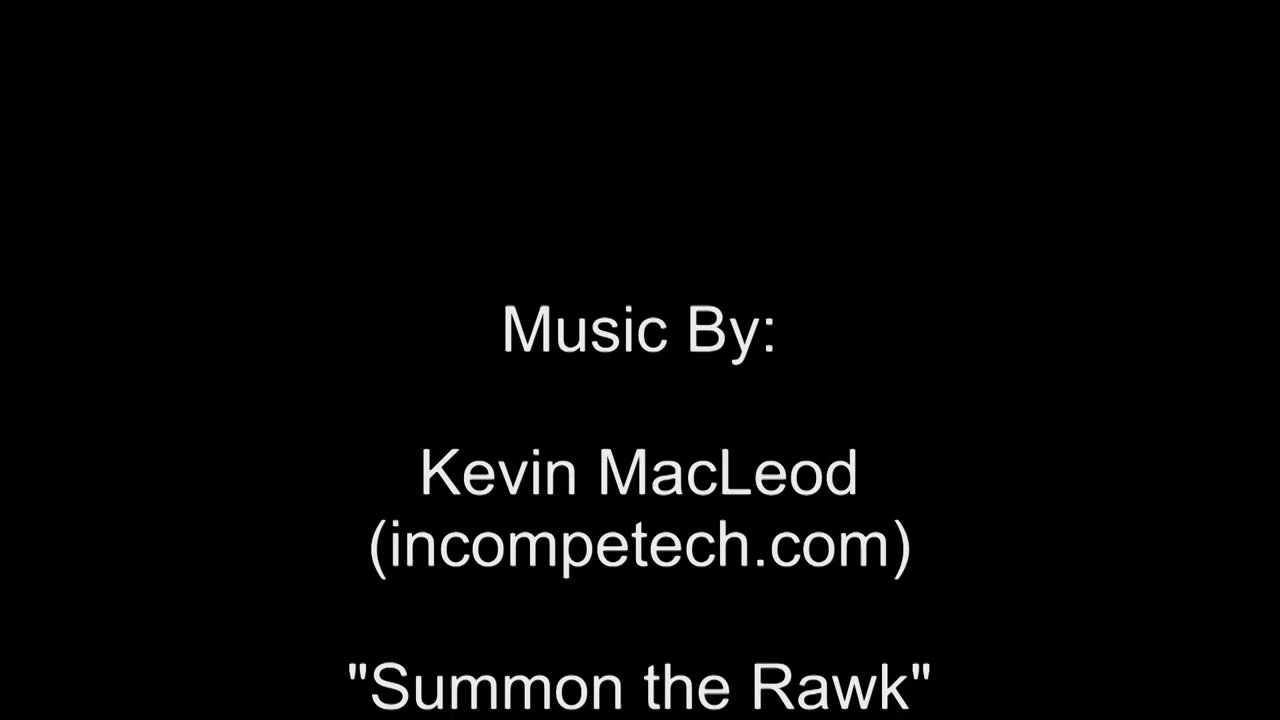 Music By:
Kevin MacLeod
(incompetech.com)
"Summon the Rawk"